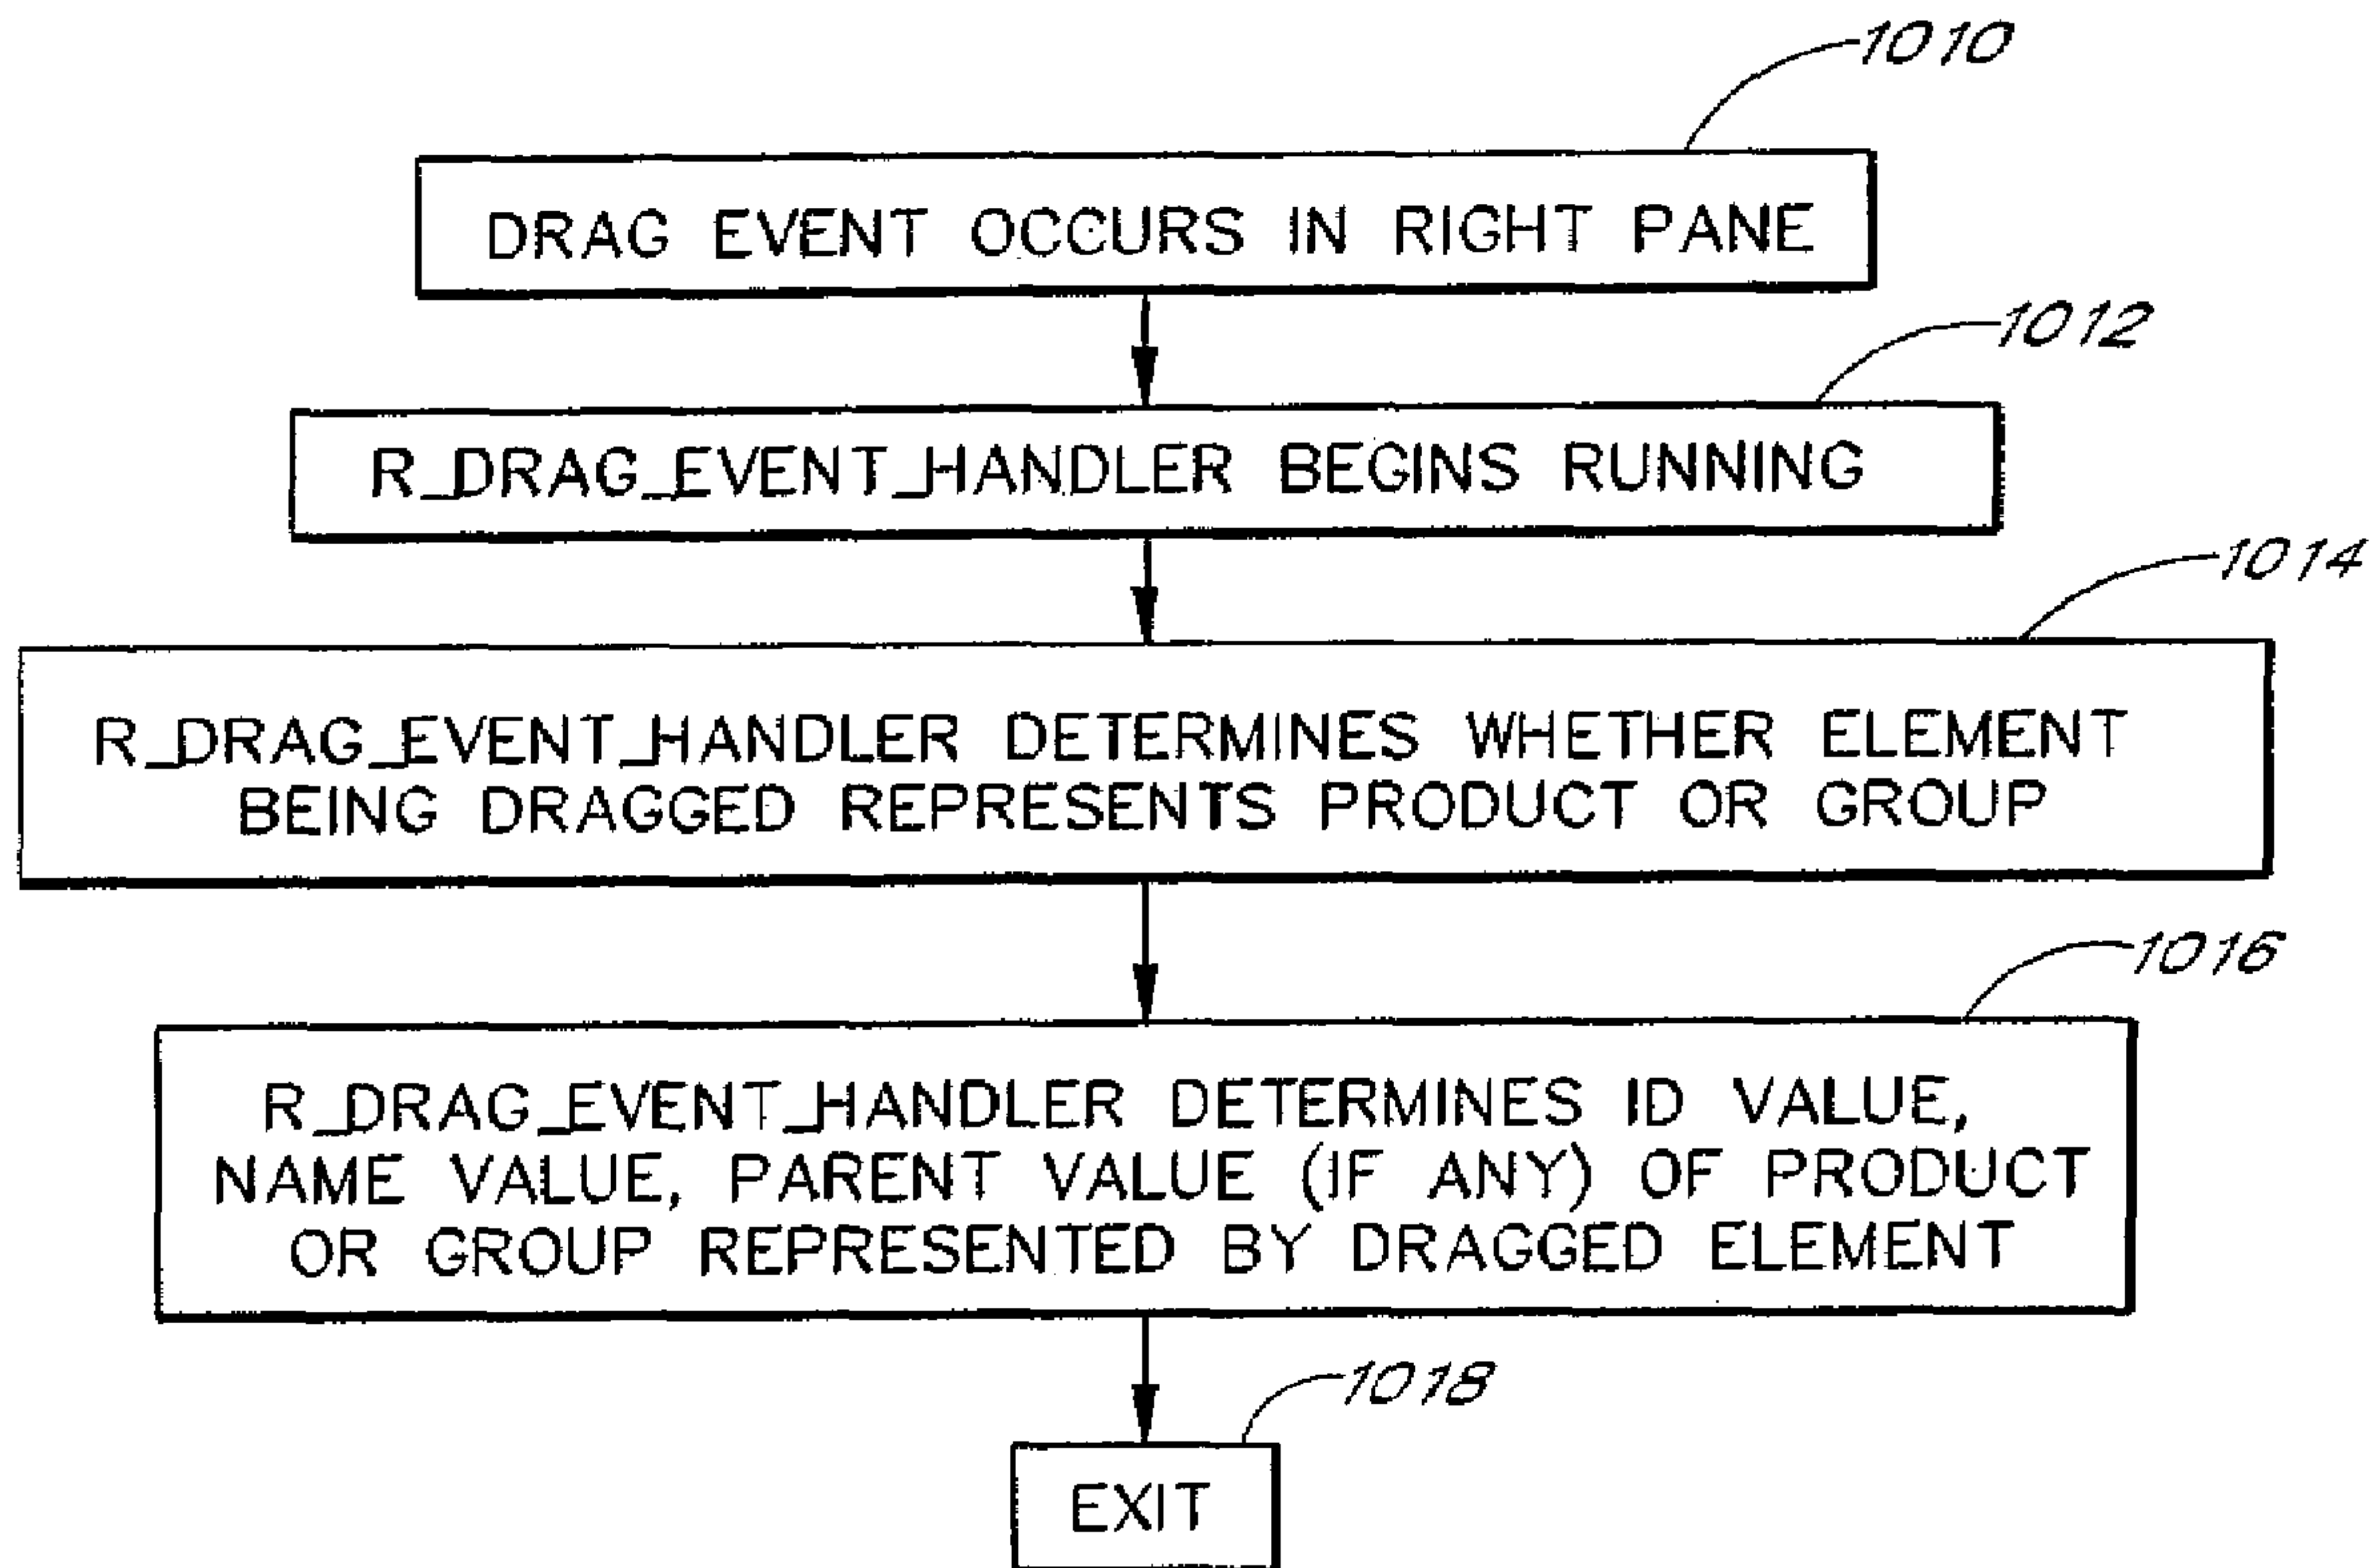 1010
DRAG EVENT OCCURS IN RIGHT PANE
1012
R_DRAG_EVENT_HANDLER BEGINS RUNNING
1014
R_DRAG_EVENT_HANDLER DETERMINES WHETHER ELEMENT
BEING DRAGGED REPRESENTS PRODUCT OR GROUP
1016
R_DRAG_EVENT_HANDLER DETERMINES ID VALUE,
NAME VALUE, PARENT VALUE (IF ANY) OF PRODUCT
OR GROUP REPRESENTED BY DRAGGED ELEMENT
1018
EXIT